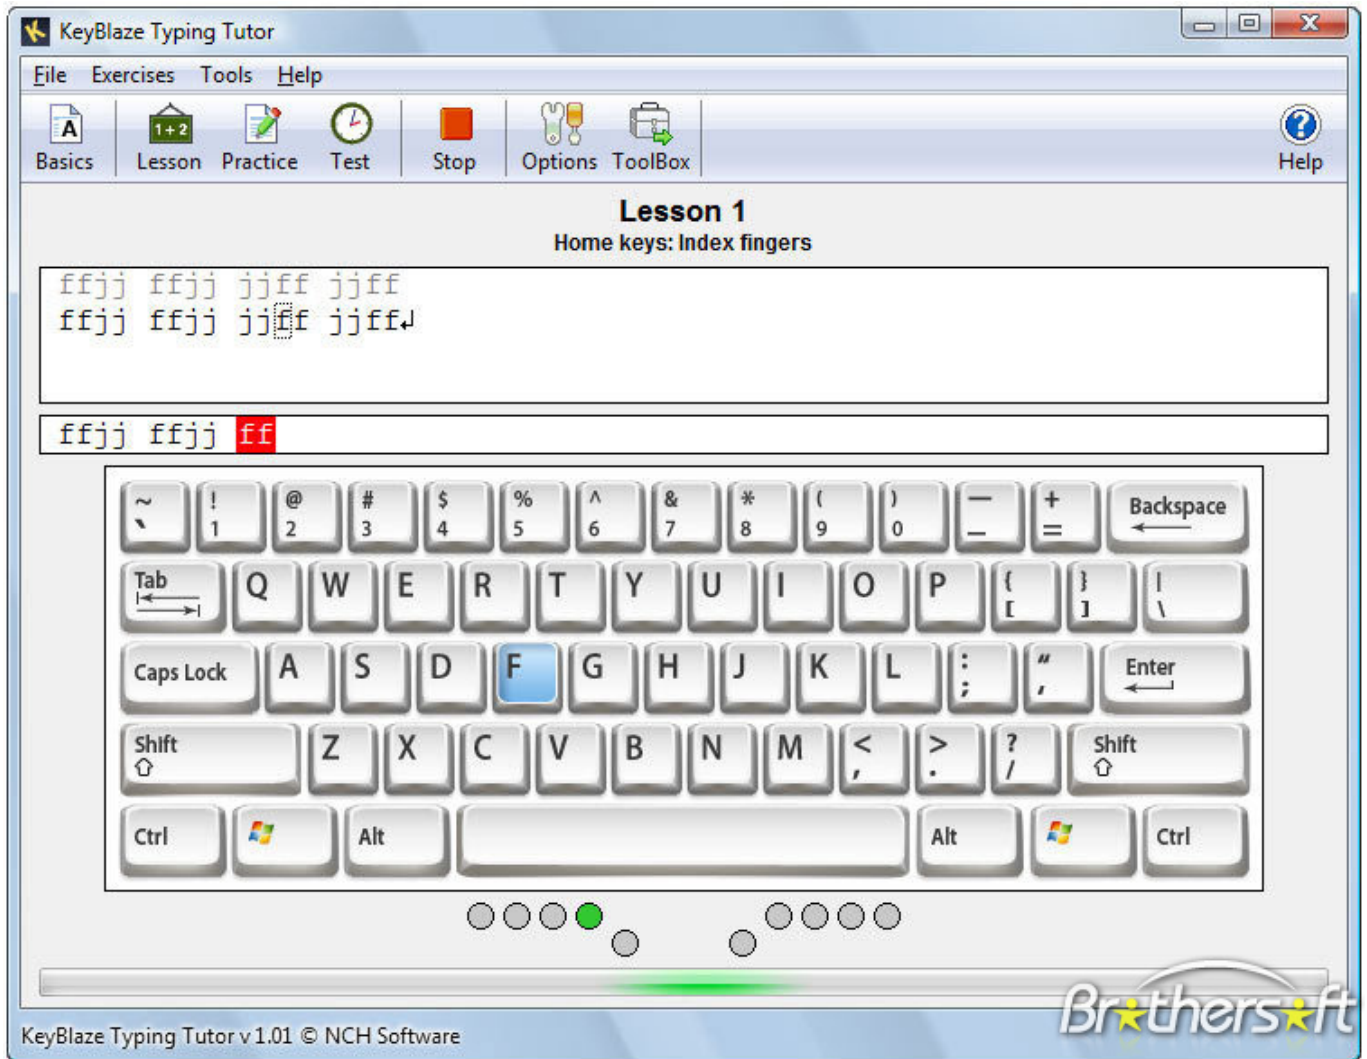 KeyBlaze Typing Tutor
File Exercises Tools Help
Basics Lesson Practice Test Stop Options ToolBox Help
A 1+2 ?
Lesson 1
Home keys: Index fingers
ffjj ffjj jjff jjff
ffjj ffjj jjff jjff↵
ffjj ffjj ff
~ ! @ # $ % ^ & * ( ) — + Backspace
` 1 2 3 4 5 6 7 8 9 0 _ =
Tab Q W E R T Y U I O P { } |
[ ] \
Caps Lock A S D F G H J K L : " Enter
; ,
Shift Z X C V B N M < > ? Shift
, . /
Ctrl Alt Alt Ctrl
Brothersoft
KeyBlaze Typing Tutor v 1.01 © NCH Software